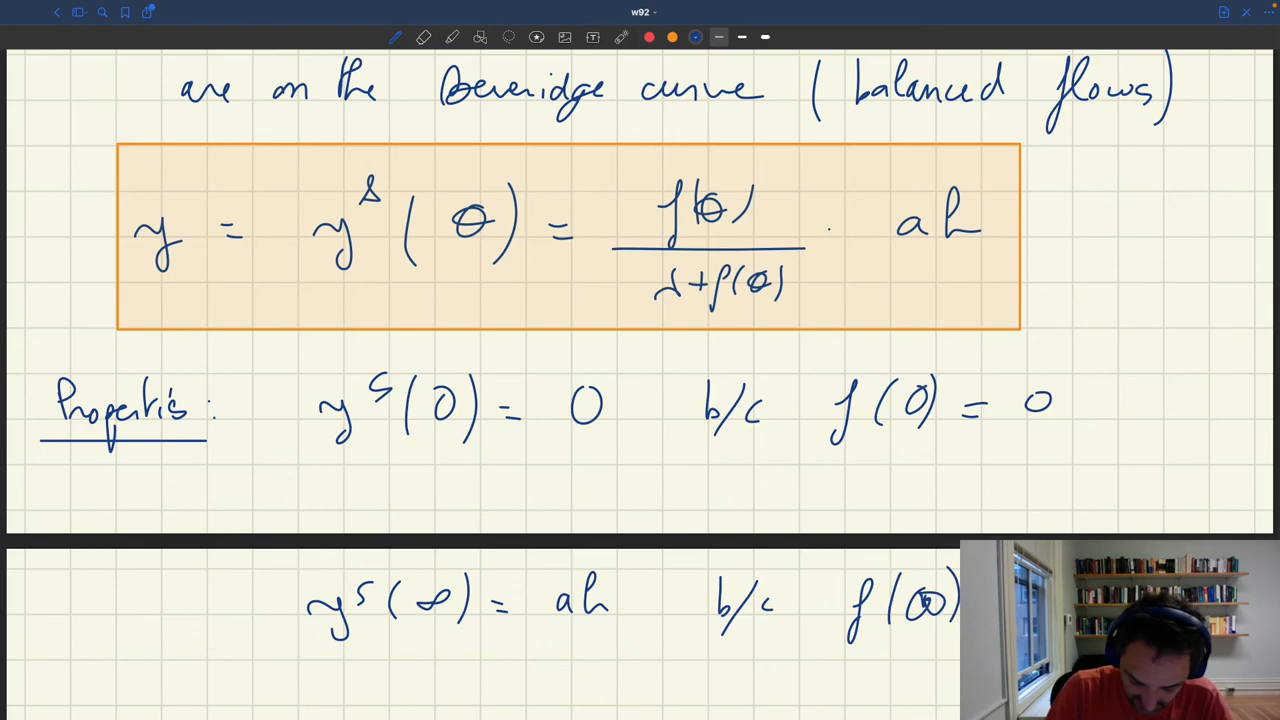 w92
are on the Beveridge curve (balanced flows)
y = y^s(θ) = f(θ) / (λ + f(θ)) · ah
Properties: y^s(0) = 0 b/c f(0) = 0
y^s(∞) = ah b/c f(∞)